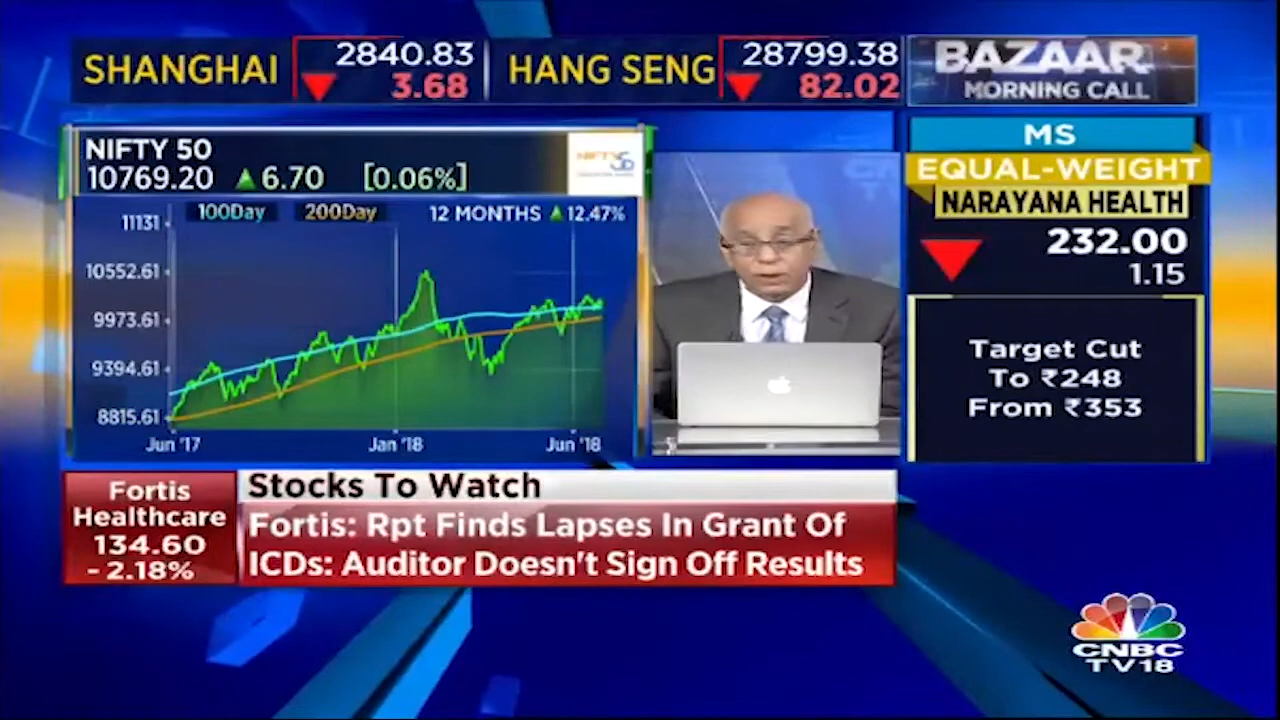 SHANGHAI
2840.83
3.68
HANG SENG
28799.38
82.02
BAZAAR
MORNING CALL
NIFTY 50
10769.20 6.70 [0.06%]
100Day 200Day 12 MONTHS 12.47%
11131
10552.61
9973.61
9394.61
8815.61
Jun '17 Jan '18 Jun '18
MS
EQUAL-WEIGHT
NARAYANA HEALTH
232.00
1.15
Target Cut
To ₹248
From ₹353
Fortis
Healthcare
134.60
- 2.18%
Stocks To Watch
Fortis: Rpt Finds Lapses In Grant Of
ICDs: Auditor Doesn't Sign Off Results
CNBC
TV18